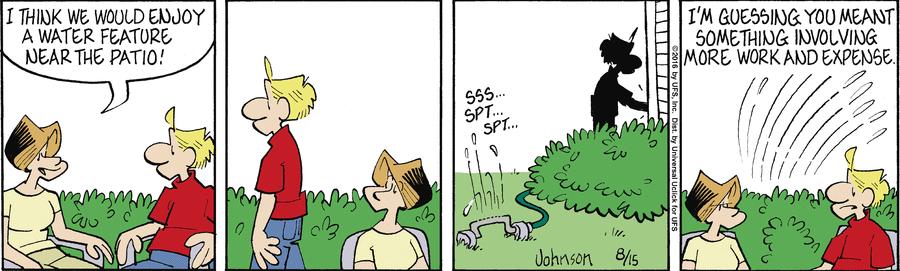 I THINK WE WOULD ENJOY
A WATER FEATURE
NEAR THE PATIO!
SSS...
SPT...
SPT...
Johnson 8/15
©2016 by UFS, Inc. Dist. by Universal Uclick for UFS
I'M GUESSING YOU MEANT
SOMETHING INVOLVING
MORE WORK AND EXPENSE.